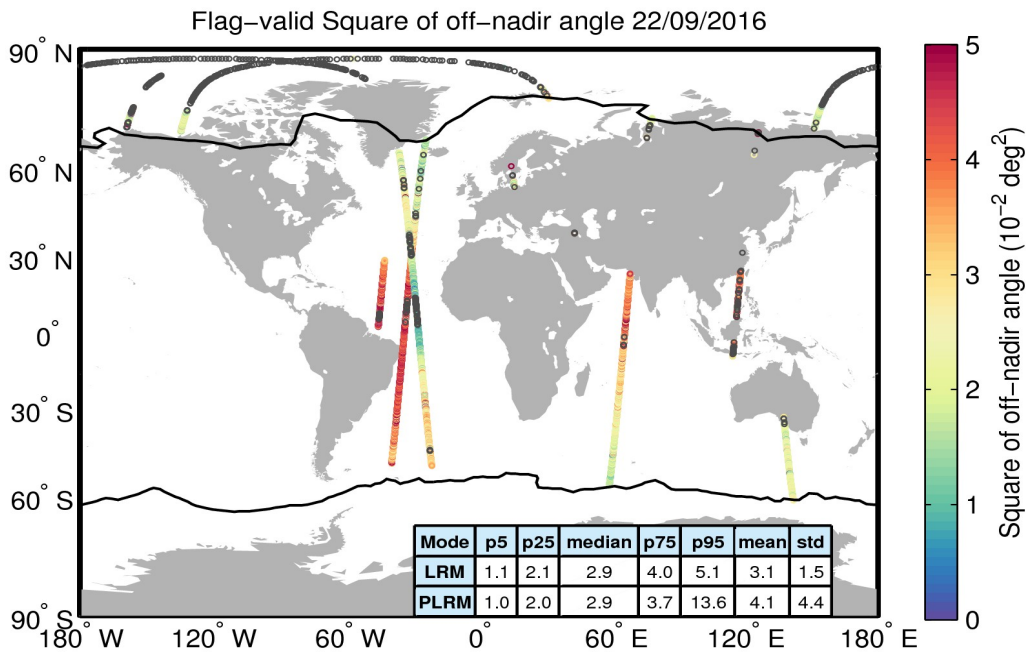 Flag−valid Square of off−nadir angle 22/09/2016
90° N
60° N
30° N
0°
30° S
60° S
90° S
180° W
120° W
60° W
0°
60° E
120° E
180° E
Mode p5 p25 median p75 p95 mean std
LRM 1.1 2.1 2.9 4.0 5.1 3.1 1.5
PLRM 1.0 2.0 2.9 3.7 13.6 4.1 4.4
5
4
3
2
1
0
Square of off−nadir angle (10⁻² deg²)